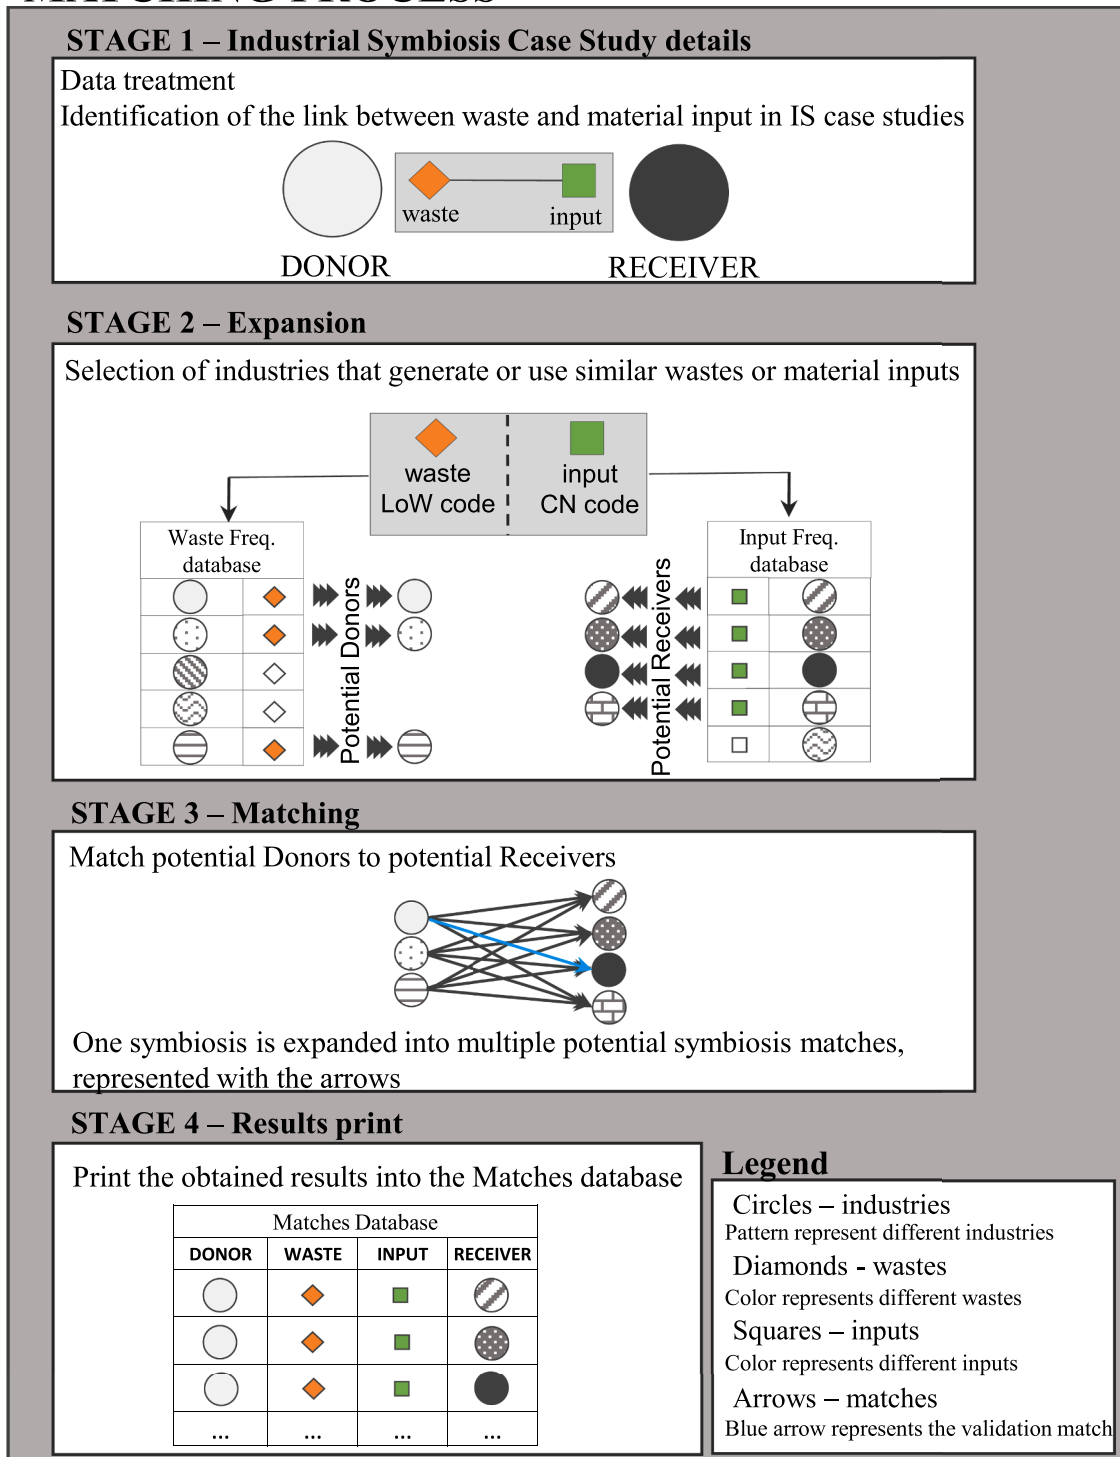 MATCHING PROCESS
STAGE 1 – Industrial Symbiosis Case Study details
Data treatment
Identification of the link between waste and material input in IS case studies
waste
input
DONOR
RECEIVER
STAGE 2 – Expansion
Selection of industries that generate or use similar wastes or material inputs
waste
LoW code
input
CN code
Waste Freq.
database
Potential Donors
Potential Receivers
Input Freq.
database
STAGE 3 – Matching
Match potential Donors to potential Receivers
One symbiosis is expanded into multiple potential symbiosis matches,
represented with the arrows
STAGE 4 – Results print
Print the obtained results into the Matches database
Matches Database
DONOR WASTE INPUT RECEIVER
... ... ... ...
Legend
Circles – industries
Pattern represent different industries
Diamonds - wastes
Color represents different wastes
Squares – inputs
Color represents different inputs
Arrows – matches
Blue arrow represents the validation match